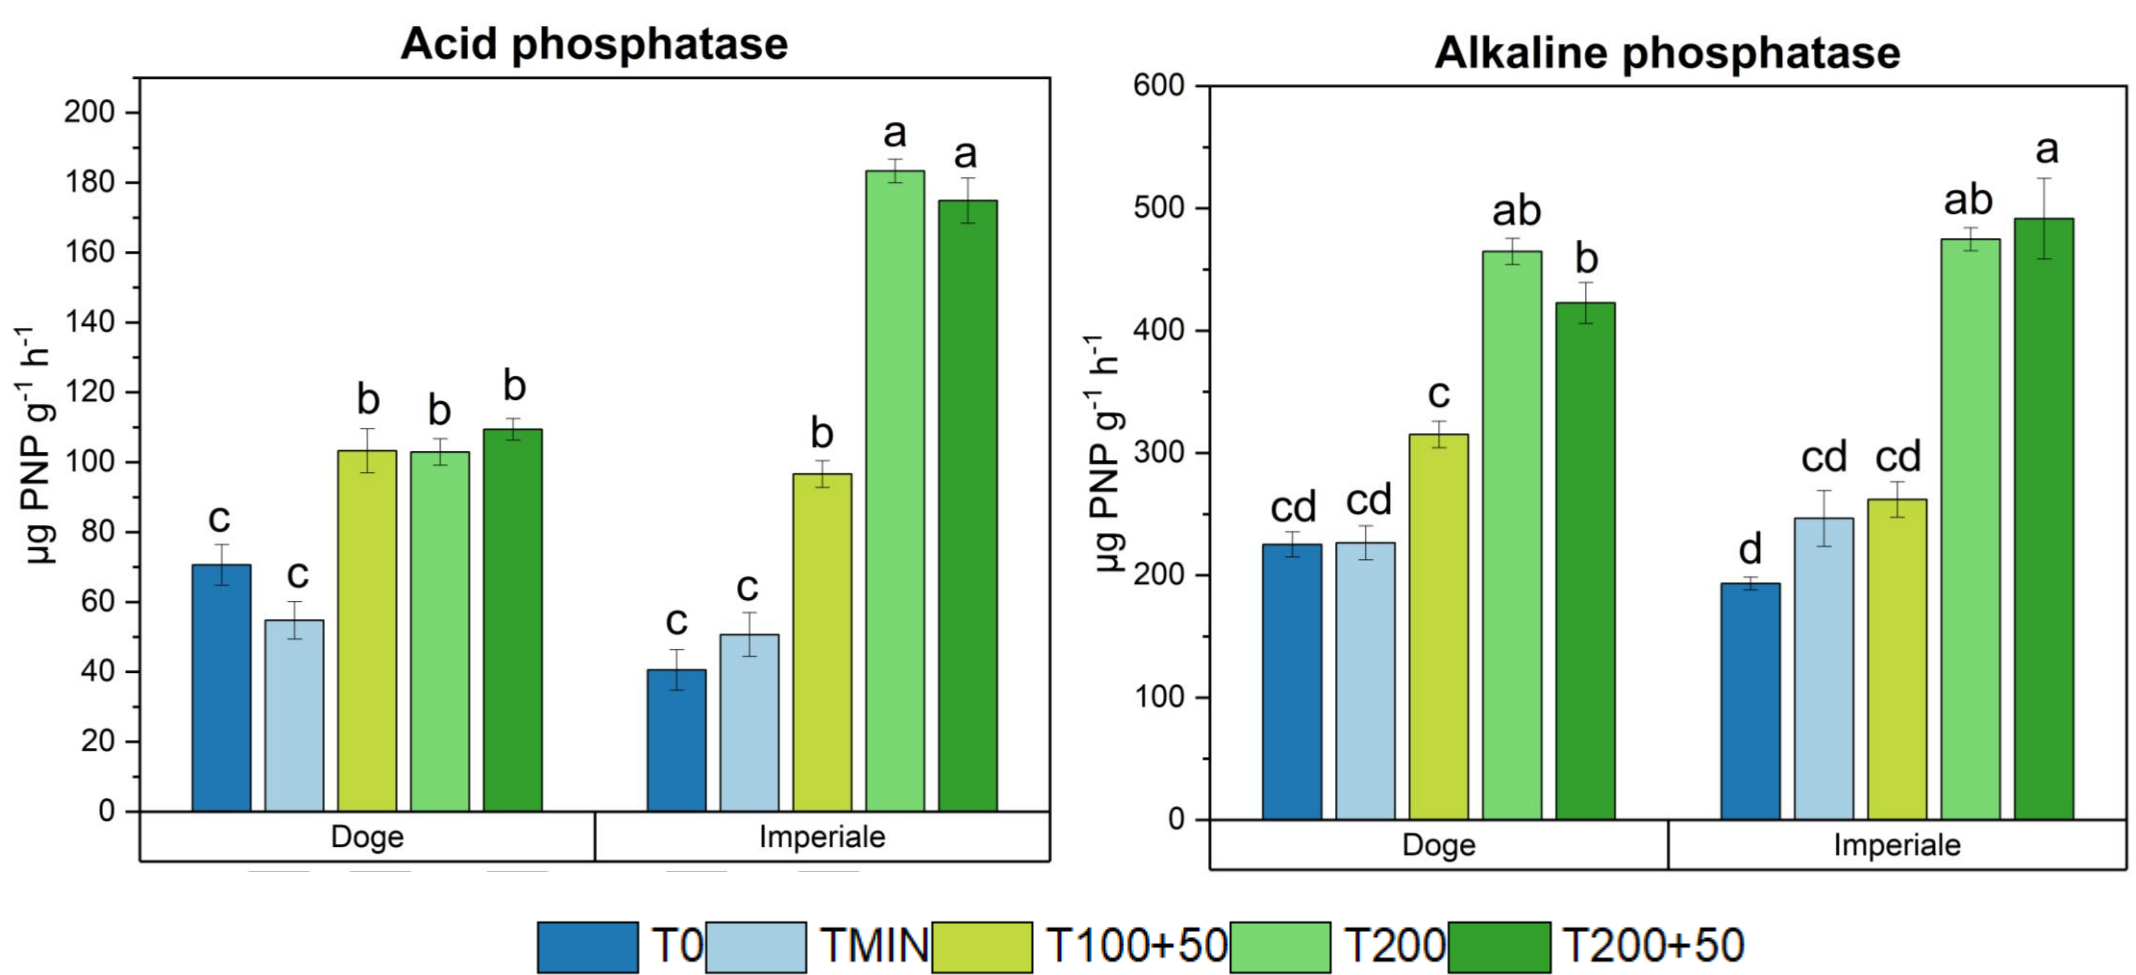 Acid phosphatase
200
180
160
140
120
100
80
60
40
20
0
µg PNP g⁻¹ h⁻¹
c
c
b
b
b
c
c
b
a
a
Doge
Imperiale
Alkaline phosphatase
600
500
400
300
200
100
0
µg PNP g⁻¹ h⁻¹
cd
cd
c
ab
b
d
cd
cd
ab
a
Doge
Imperiale
T0 TMIN T100+50 T200 T200+50